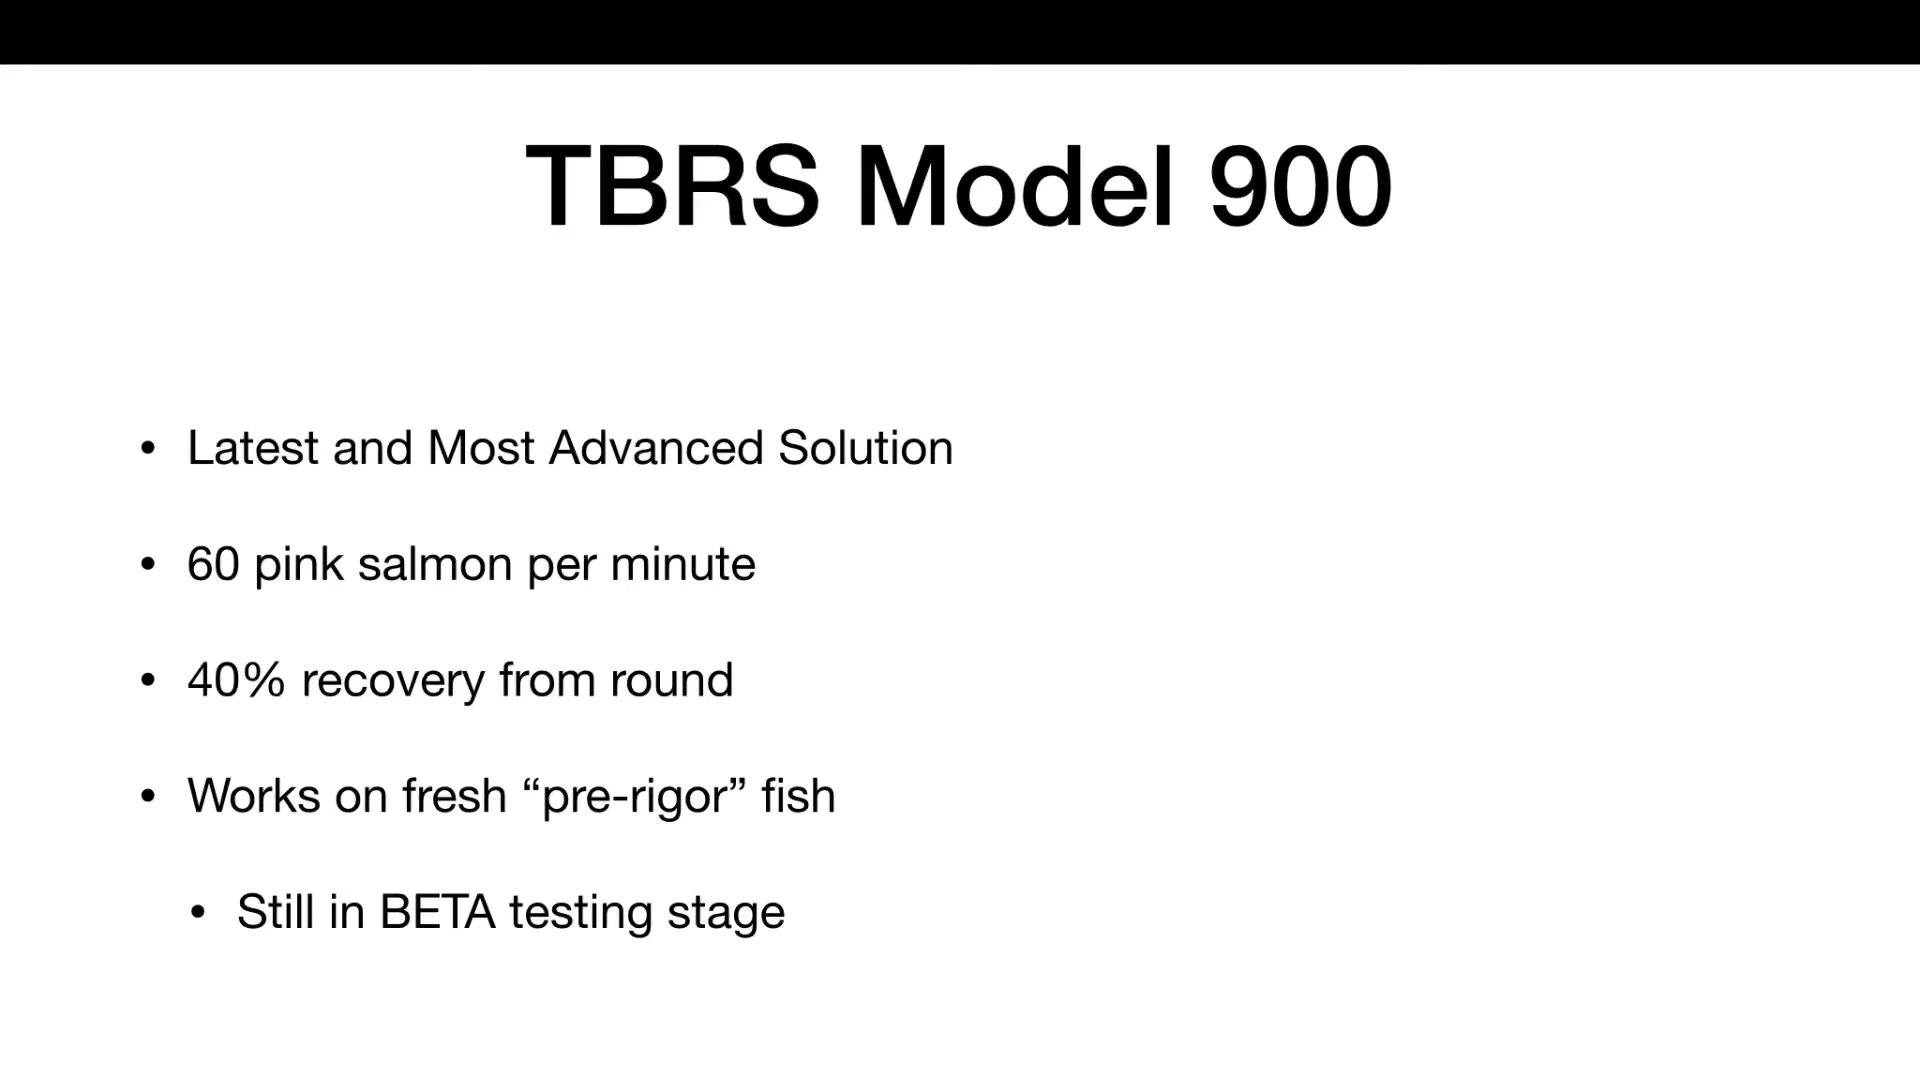 TBRS Model 900
• Latest and Most Advanced Solution
• 60 pink salmon per minute
• 40% recovery from round
• Works on fresh “pre-rigor” fish
• Still in BETA testing stage